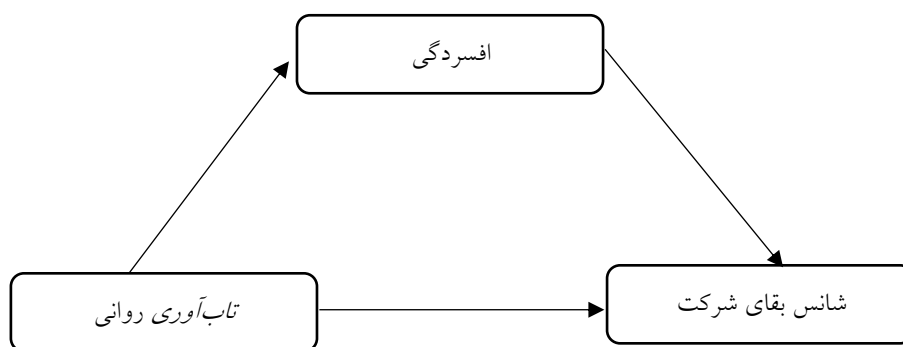 افسردگی
شانس بقای شرکت
تاب‌آوری روانی